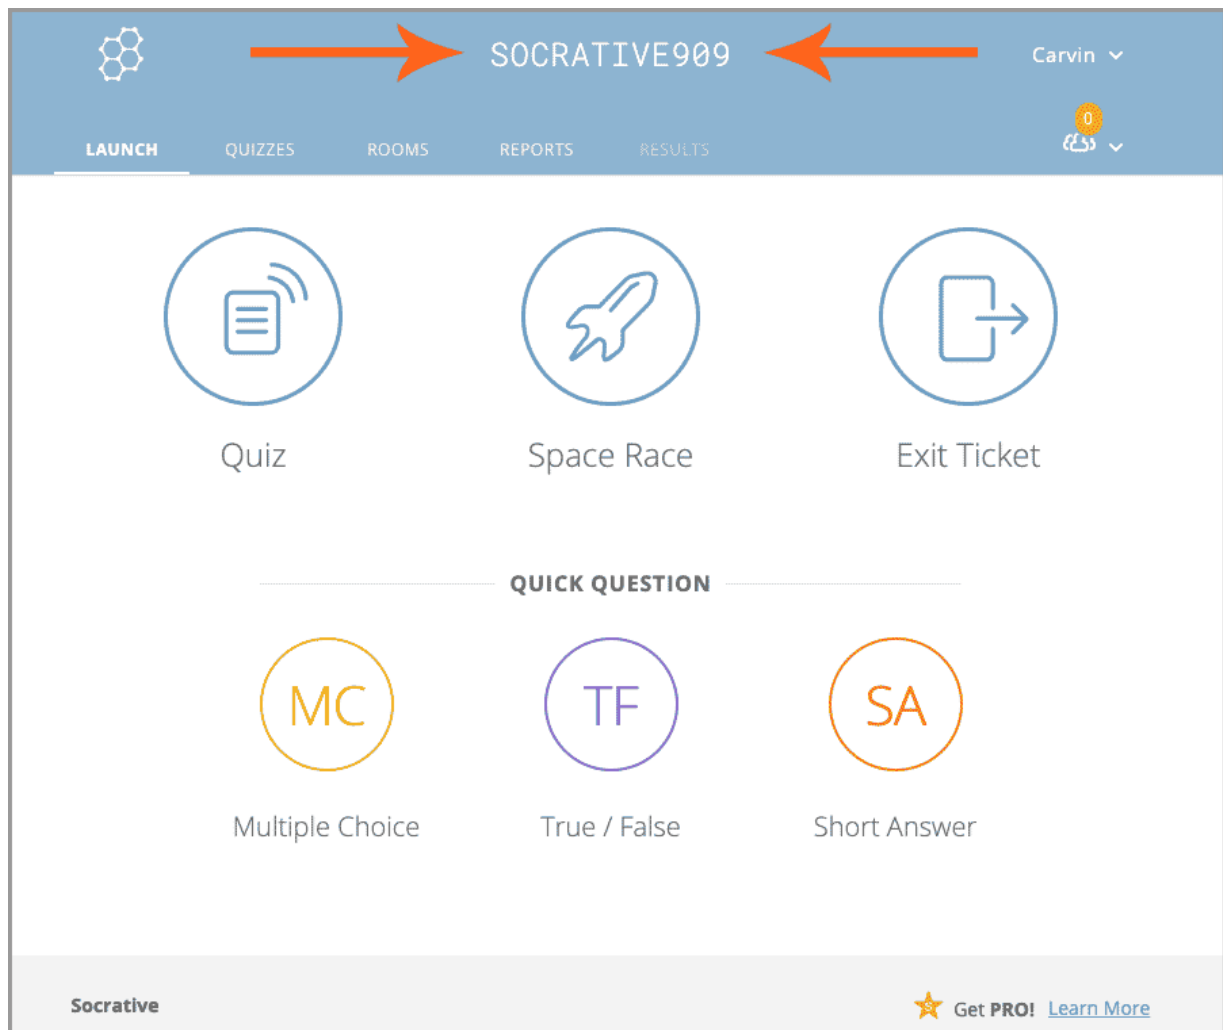 SOCRATIVE909
Carvin
0
LAUNCH QUIZZES ROOMS REPORTS RESULTS
Quiz Space Race Exit Ticket
QUICK QUESTION
MC TF SA
Multiple Choice True / False Short Answer
Socrative Get PRO! Learn More